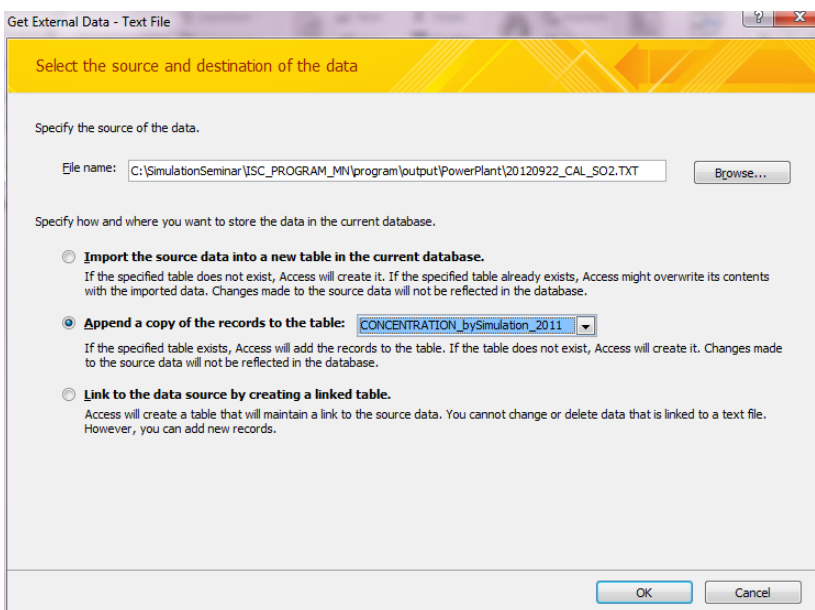 Get External Data - Text File
Select the source and destination of the data
Specify the source of the data.
File name: C:\SimulationSeminar\ISC_PROGRAM_MN\program\output\PowerPlant\20120922_CAL_SO2.TXT Browse...
Specify how and where you want to store the data in the current database.
Import the source data into a new table in the current database.
If the specified table does not exist, Access will create it. If the specified table already exists, Access might overwrite its contents
with the imported data. Changes made to the source data will not be reflected in the database.
Append a copy of the records to the table: CONCENTRATION_bySimulation_2011
If the specified table exists, Access will add the records to the table. If the table does not exist, Access will create it. Changes made
to the source data will not be reflected in the database.
Link to the data source by creating a linked table.
Access will create a table that will maintain a link to the source data. You cannot change or delete data that is linked to a text file.
However, you can add new records.
OK Cancel